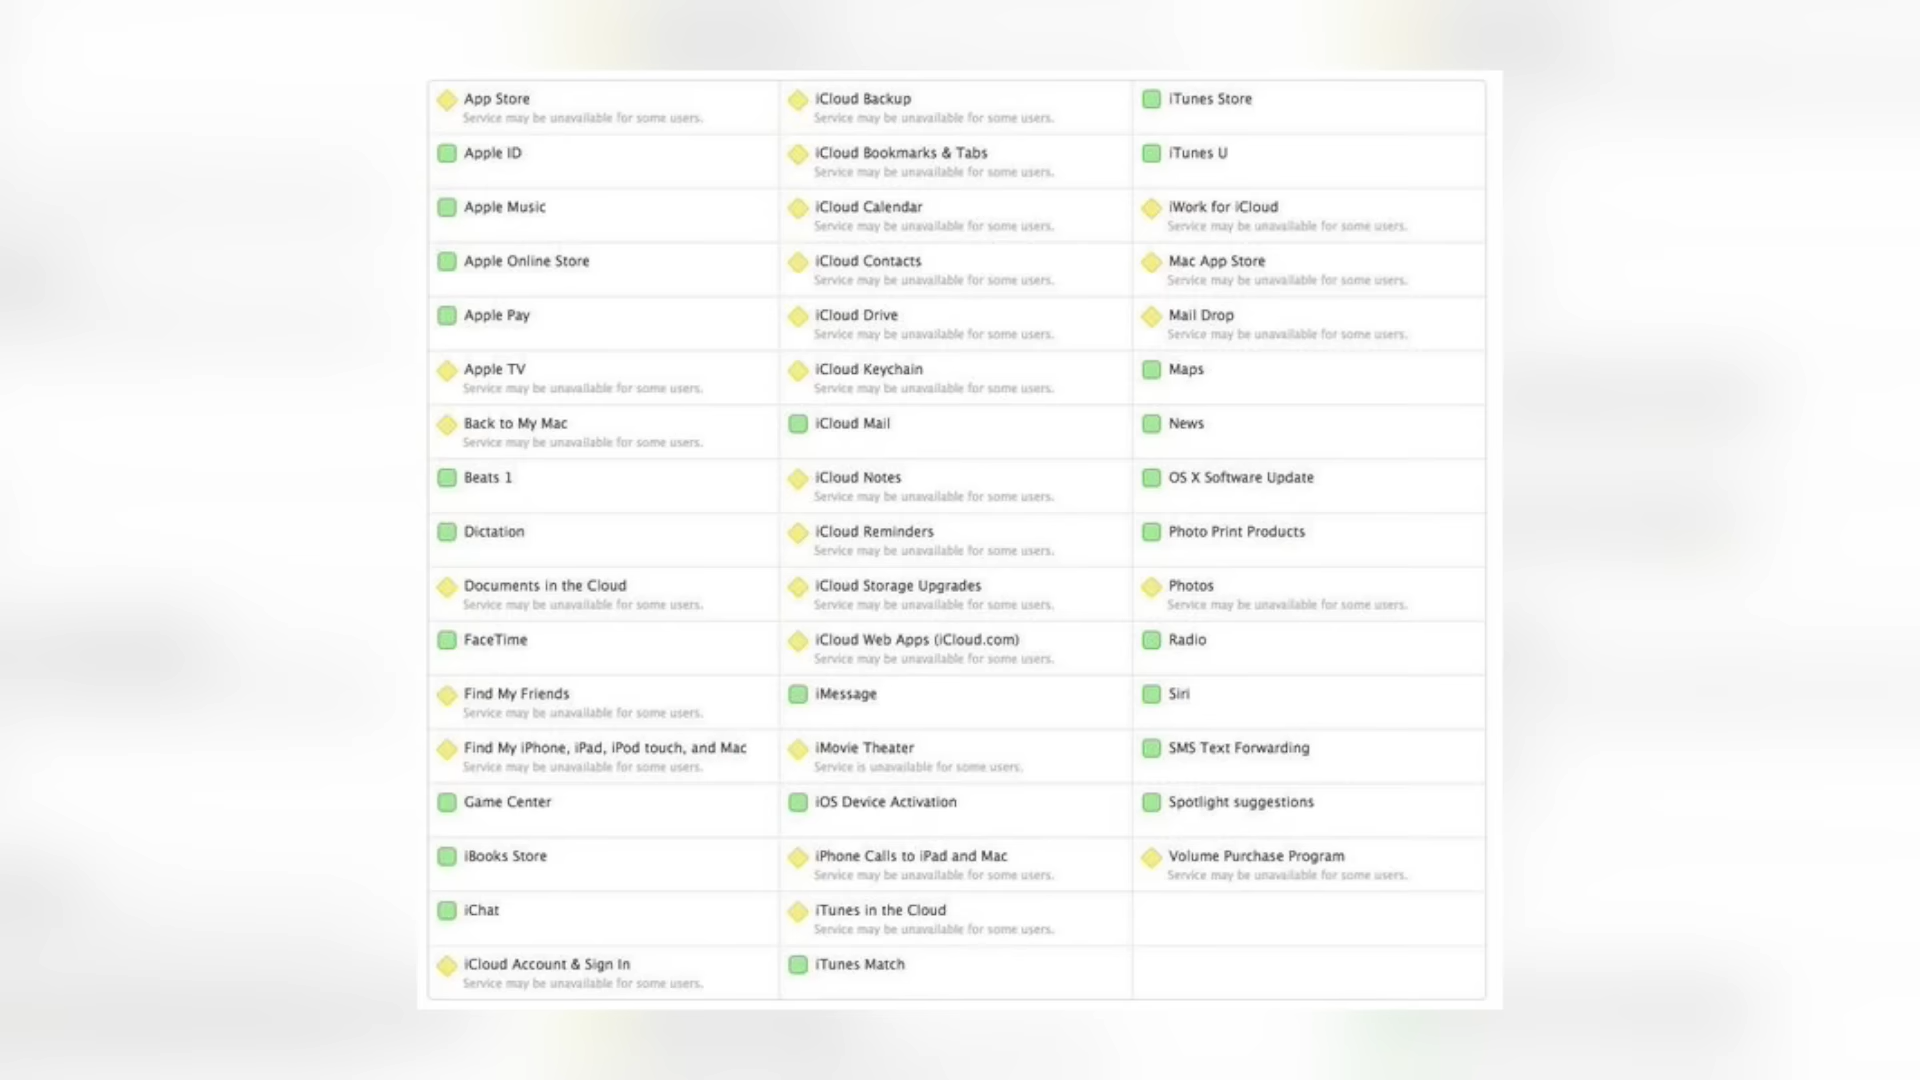 App Store
Service may be unavailable for some users.
Apple ID
Apple Music
Apple Online Store
Apple Pay
Apple TV
Service may be unavailable for some users.
Back to My Mac
Service may be unavailable for some users.
Beats 1
Dictation
Documents in the Cloud
Service may be unavailable for some users.
FaceTime
Find My Friends
Service may be unavailable for some users.
Find My iPhone, iPad, iPod touch, and Mac
Service may be unavailable for some users.
Game Center
iBooks Store
iChat
iCloud Account & Sign In
Service may be unavailable for some users.
iCloud Backup
Service may be unavailable for some users.
iCloud Bookmarks & Tabs
Service may be unavailable for some users.
iCloud Calendar
Service may be unavailable for some users.
iCloud Contacts
Service may be unavailable for some users.
iCloud Drive
Service may be unavailable for some users.
iCloud Keychain
Service may be unavailable for some users.
iCloud Mail
iCloud Notes
Service may be unavailable for some users.
iCloud Reminders
Service may be unavailable for some users.
iCloud Storage Upgrades
Service may be unavailable for some users.
iCloud Web Apps (iCloud.com)
Service may be unavailable for some users.
iMessage
iMovie Theater
Service is unavailable for some users.
iOS Device Activation
iPhone Calls to iPad and Mac
Service may be unavailable for some users.
iTunes in the Cloud
Service may be unavailable for some users.
iTunes Match
iTunes Store
iTunes U
iWork for iCloud
Service may be unavailable for some users.
Mac App Store
Service may be unavailable for some users.
Mail Drop
Service may be unavailable for some users.
Maps
News
OS X Software Update
Photo Print Products
Photos
Service may be unavailable for some users.
Radio
Siri
SMS Text Forwarding
Spotlight suggestions
Volume Purchase Program
Service may be unavailable for some users.